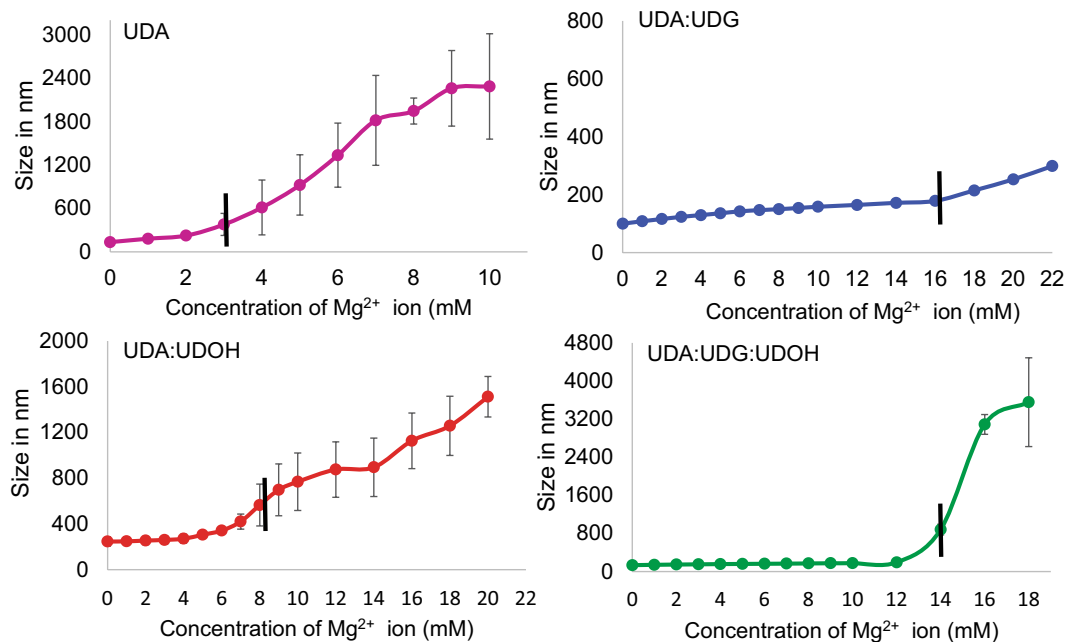 UDA
Size in nm
3000
2400
1800
1200
600
0
0 2 4 6 8 10
Concentration of Mg²⁺ ion (mM
UDA:UDG
Size in nm
800
600
400
200
0
0 2 4 6 8 10 12 14 16 18 20 22
Concentration of Mg²⁺ ion (mM)
UDA:UDOH
Size in nm
2000
1600
1200
800
400
0
0 2 4 6 8 10 12 14 16 18 20 22
Concentration of Mg²⁺ ion (mM)
UDA:UDG:UDOH
Size in nm
4800
4000
3200
2400
1600
800
0
0 2 4 6 8 10 12 14 16 18
Concentration of Mg²⁺ ion (mM)